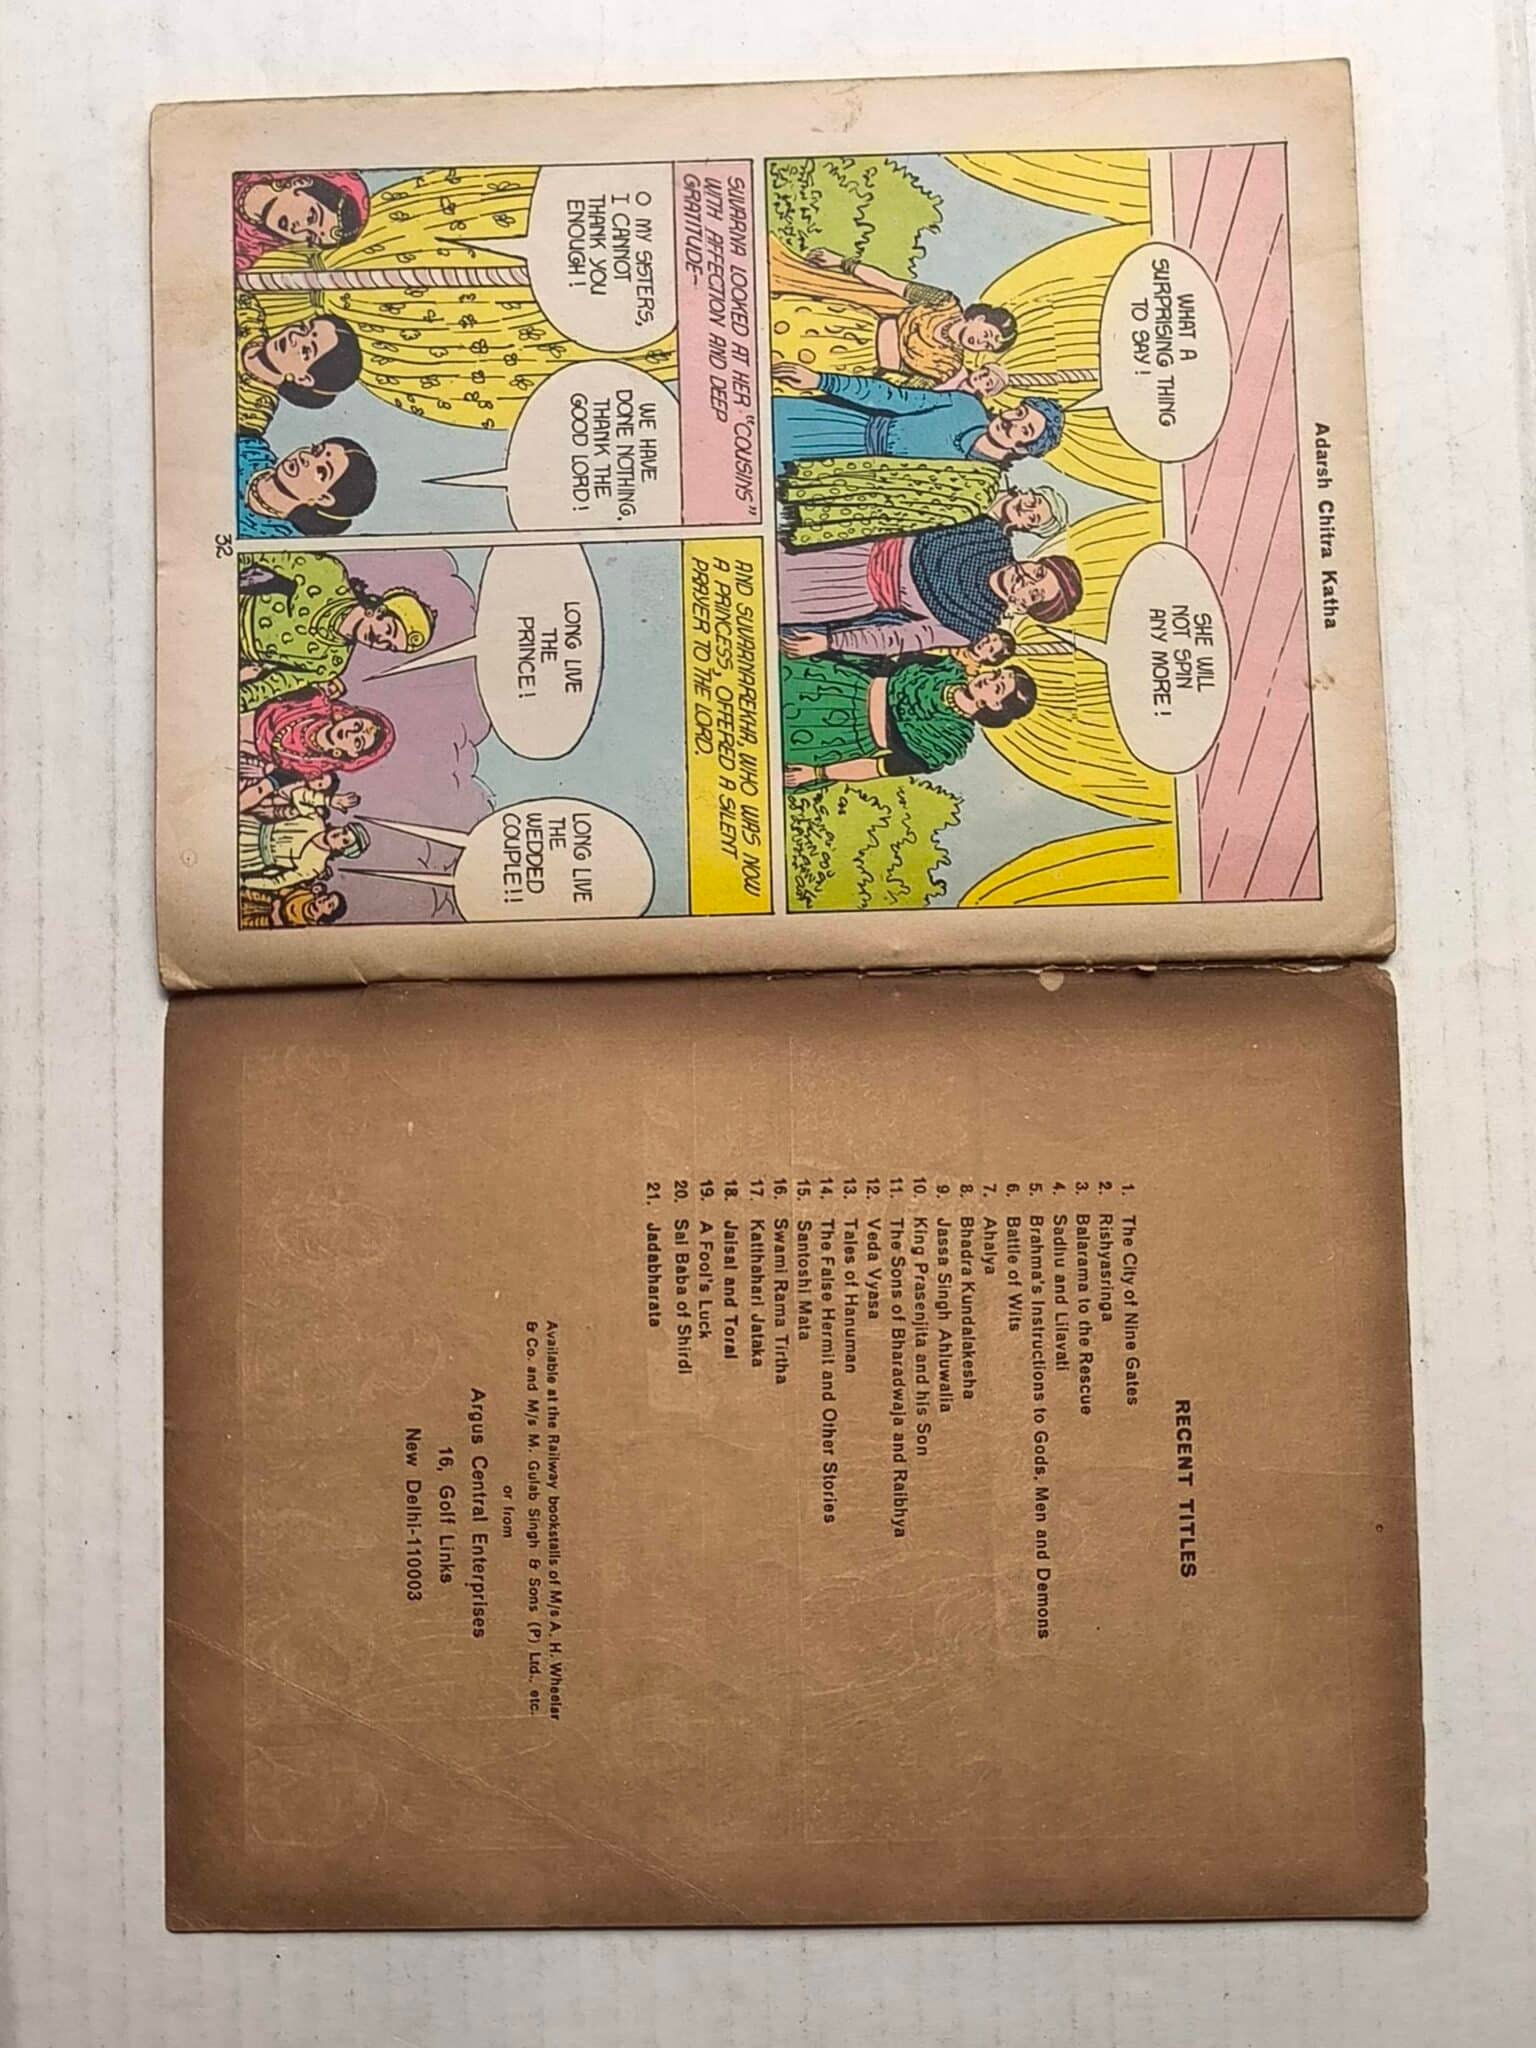 Adarsh Chitra Katha
WHAT A
SURPRISING THING
TO SAY!
SHE WILL
NOT SPIN
ANY MORE!
SUVARNA LOOKED AT HER "COUSINS"
WITH AFFECTION AND DEEP
GRATITUDE—
O MY SISTERS,
I CANNOT
THANK YOU
ENOUGH!
WE HAVE
DONE NOTHING,
THANK THE
GOOD LORD!
AND SUVARNAREKHA, WHO WAS NOW
A PRINCESS, OFFERED A SILENT
PRAYER TO THE LORD.
LONG LIVE
THE
PRINCE!
LONG LIVE
THE
WEDDED
COUPLE!!
32
RECENT TITLES
1. The City of Nine Gates
2. Rishyasringa
3. Balarama to the Rescue
4. Sadhu and Lilavati
5. Brahma's Instructions to Gods, Men and Demons
6. Battle of Wits
7. Ahalya
8. Bhadra Kundalakesha
9. Jassa Singh Ahluwalia
10. King Prasenjita and his Son
11. The Sons of Bharadwaja and Raibhya
12. Veda Vyasa
13. Tales of Hanuman
14. The False Hermit and Other Stories
15. Santoshi Mata
16. Swami Rama Tirtha
17. Katthahari Jataka
18. Jaisal and Toral
19. A Fool's Luck
20. Sai Baba of Shirdi
21. Jadabharata
Available at the Railway bookstalls of M/s A. H. Wheelar
& Co. and M/s M. Gulab Singh & Sons (P) Ltd., etc.
or from
Argus Central Enterprises
16, Golf Links
New Delhi-110003